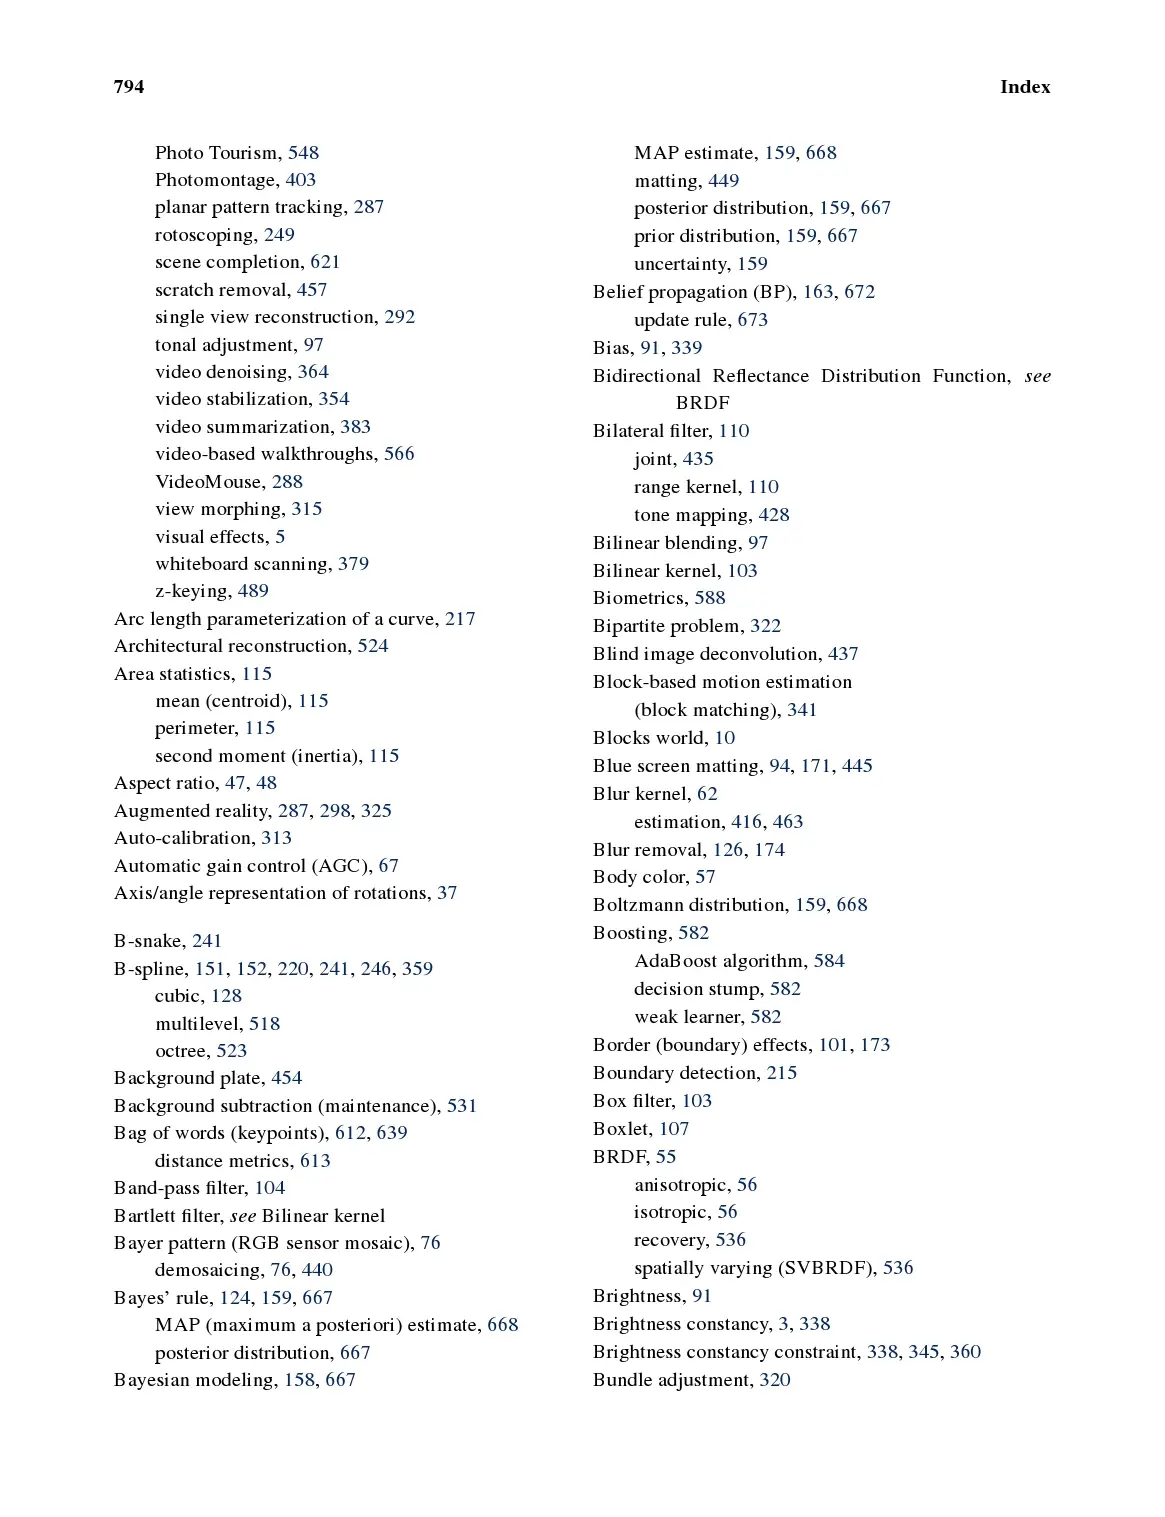 794
Index
Photo Tourism, 548
Photomontage, 403
planar pattern tracking, 287
rotoscoping, 249
scene completion, 621
scratch removal, 457
single view reconstruction, 292
tonal adjustment, 97
video denoising, 364
video stabilization, 354
video summarization, 383
video-based walkthroughs, 566
VideoMouse, 288
view morphing, 315
visual effects, 5
whiteboard scanning, 379
z-keying, 489
Arc length parameterization of a curve, 217
Architectural reconstruction, 524
Area statistics, 115
mean (centroid), 115
perimeter, 115
second moment (inertia), 115
Aspect ratio, 47, 48
Augmented reality, 287, 298, 325
Auto-calibration, 313
Automatic gain control (AGC), 67
Axis/angle representation of rotations, 37
B-snake, 241
B-spline, 151, 152, 220, 241, 246, 359
cubic, 128
multilevel, 518
octree, 523
Background plate, 454
Background subtraction (maintenance), 531
Bag of words (keypoints), 612, 639
distance metrics, 613
Band-pass filter, 104
Bartlett filter, see Bilinear kernel
Bayer pattern (RGB sensor mosaic), 76
demosaicing, 76, 440
Bayes' rule, 124, 159, 667
MAP (maximum a posteriori) estimate, 668
posterior distribution, 667
Bayesian modeling, 158, 667
MAP estimate, 159, 668
matting, 449
posterior distribution, 159, 667
prior distribution, 159, 667
uncertainty, 159
Belief propagation (BP), 163, 672
update rule, 673
Bias, 91, 339
Bidirectional Reflectance Distribution Function, see
BRDF
Bilateral filter, 110
joint, 435
range kernel, 110
tone mapping, 428
Bilinear blending, 97
Bilinear kernel, 103
Biometrics, 588
Bipartite problem, 322
Blind image deconvolution, 437
Block-based motion estimation
(block matching), 341
Blocks world, 10
Blue screen matting, 94, 171, 445
Blur kernel, 62
estimation, 416, 463
Blur removal, 126, 174
Body color, 57
Boltzmann distribution, 159, 668
Boosting, 582
AdaBoost algorithm, 584
decision stump, 582
weak learner, 582
Border (boundary) effects, 101, 173
Boundary detection, 215
Box filter, 103
Boxlet, 107
BRDF, 55
anisotropic, 56
isotropic, 56
recovery, 536
spatially varying (SVBRDF), 536
Brightness, 91
Brightness constancy, 3, 338
Brightness constancy constraint, 338, 345, 360
Bundle adjustment, 320